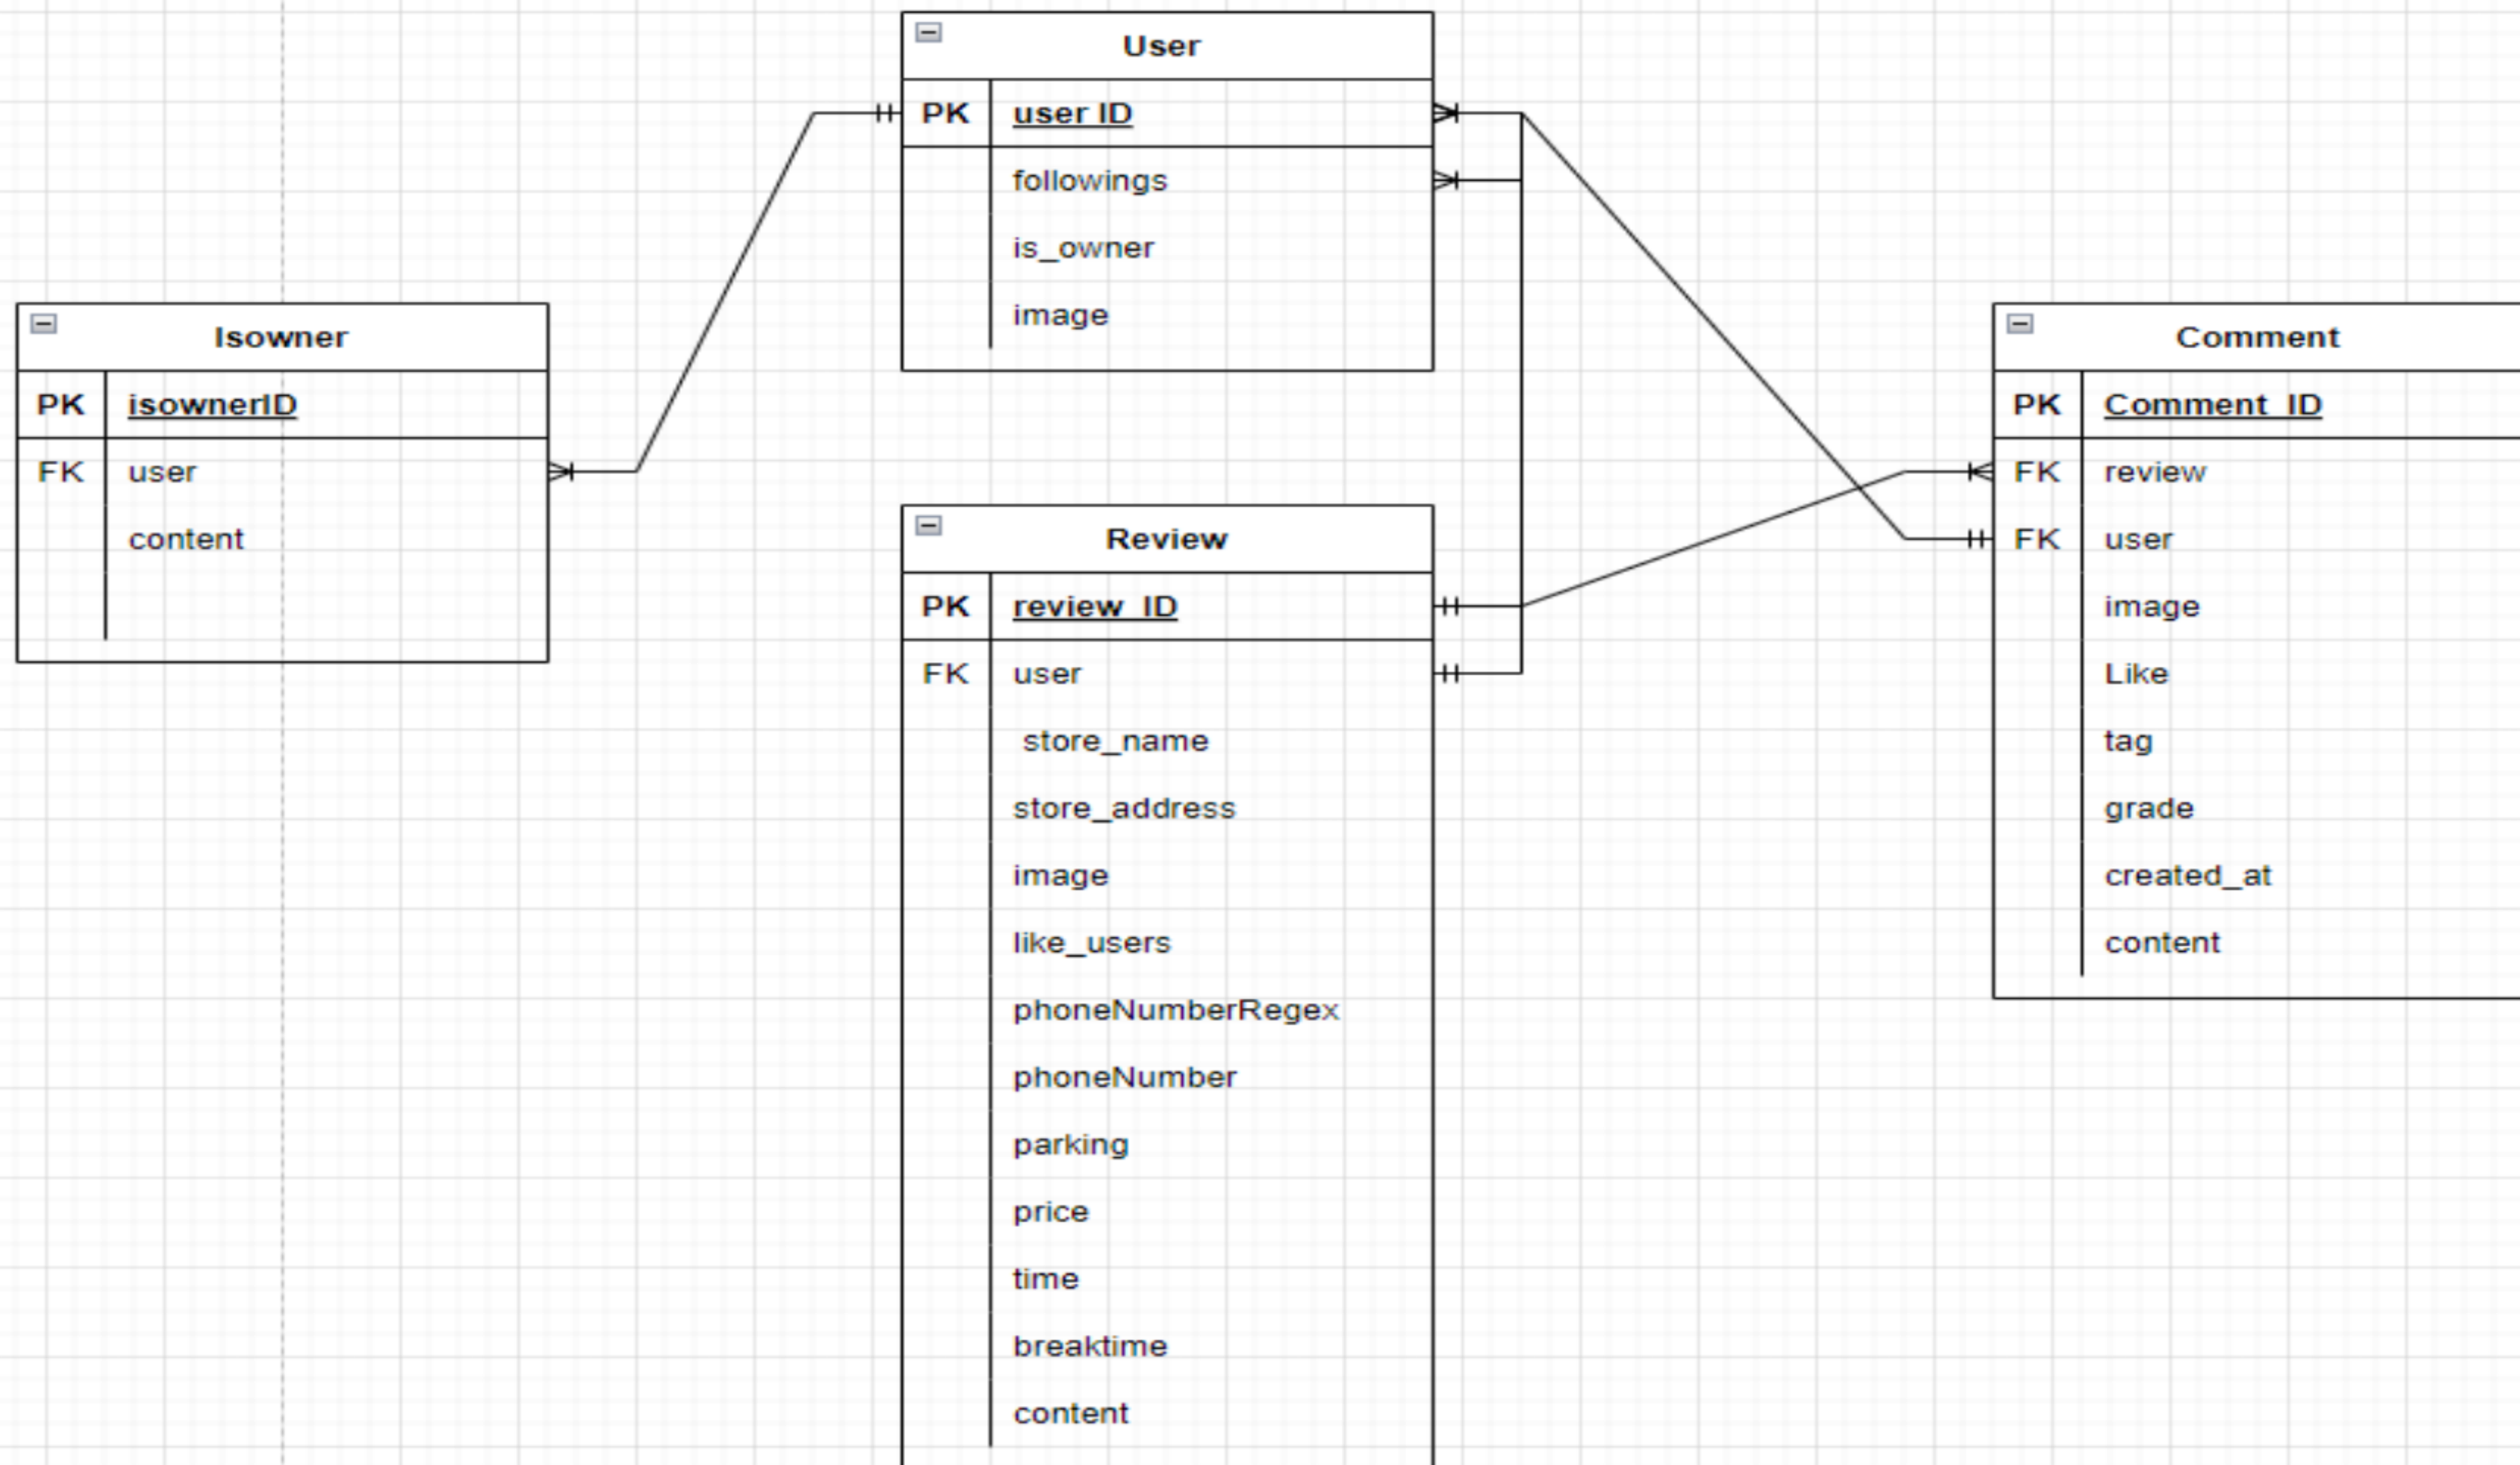 User
PK user ID
followings
is_owner
image
Isowner
PK isownerID
FK user
content
Review
PK review_ID
FK user
store_name
store_address
image
like_users
phoneNumberRegex
phoneNumber
parking
price
time
breaktime
content
Comment
PK Comment_ID
FK review
FK user
image
Like
tag
grade
created_at
content